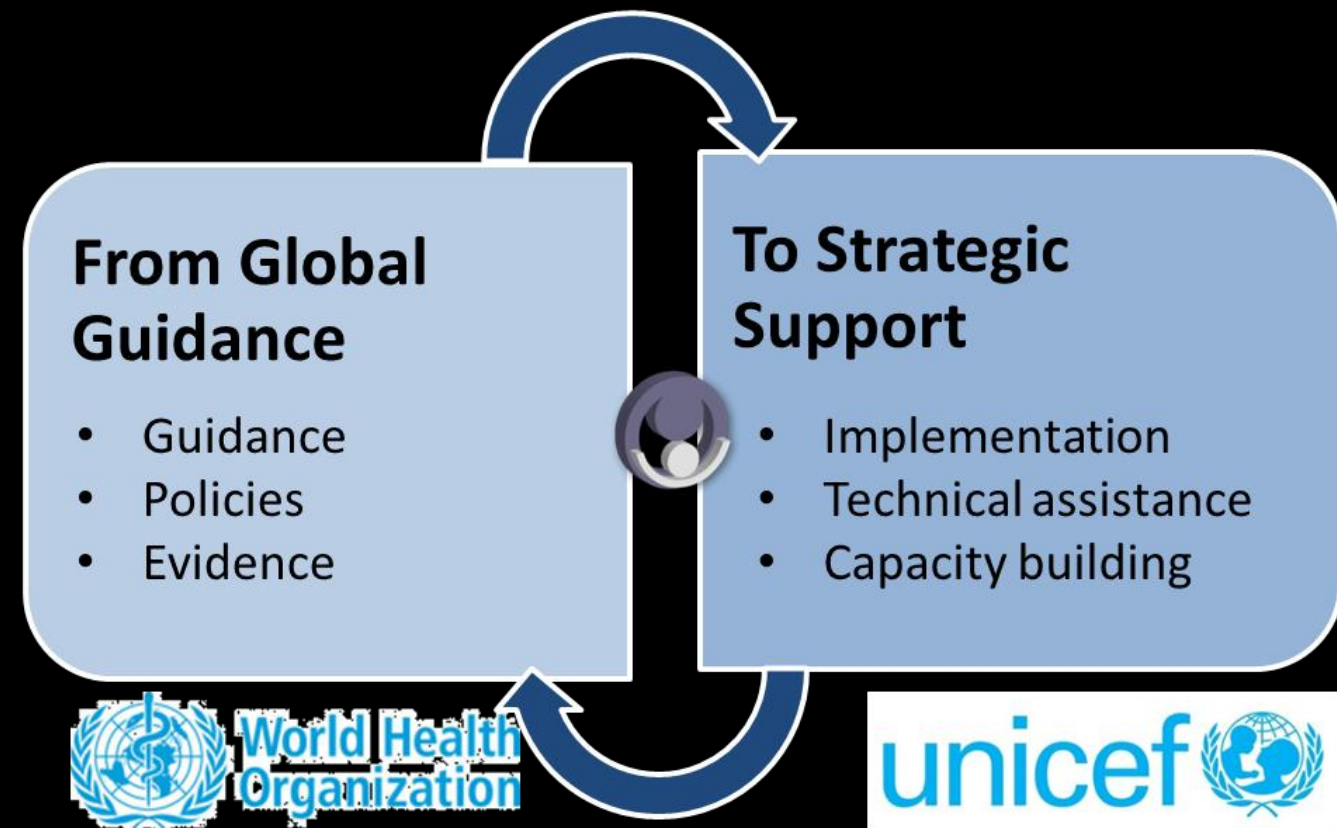 From Global
Guidance
• Guidance
• Policies
• Evidence
To Strategic
Support
• Implementation
• Technical assistance
• Capacity building
World Health
Organization
unicef